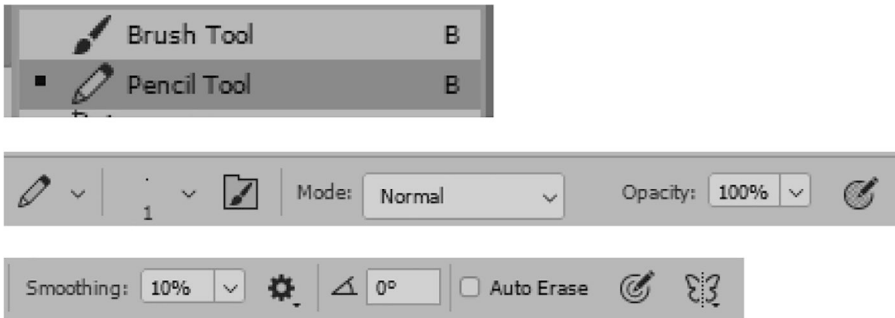 Brush Tool B
Pencil Tool B
1 Mode: Normal Opacity: 100%
Smoothing: 10% 0° Auto Erase